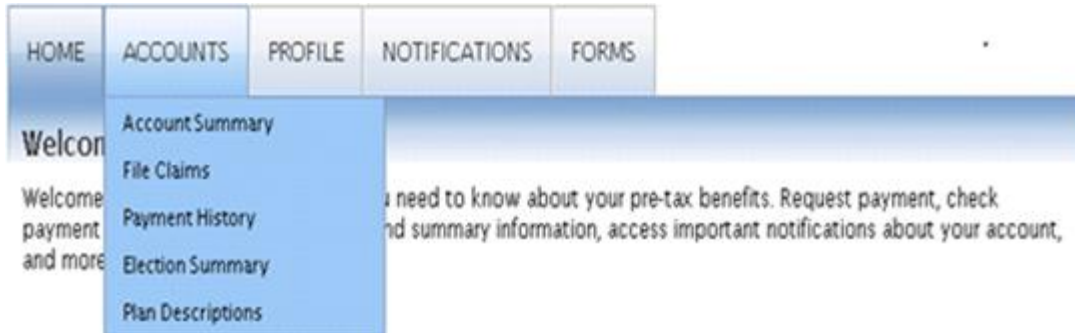 HOME ACCOUNTS PROFILE NOTIFICATIONS FORMS
Account Summary
File Claims
Payment History
Election Summary
Plan Descriptions
Welcome need to know about your pre-tax benefits. Request payment, check
payment summary information, access important notifications about your account,
and more